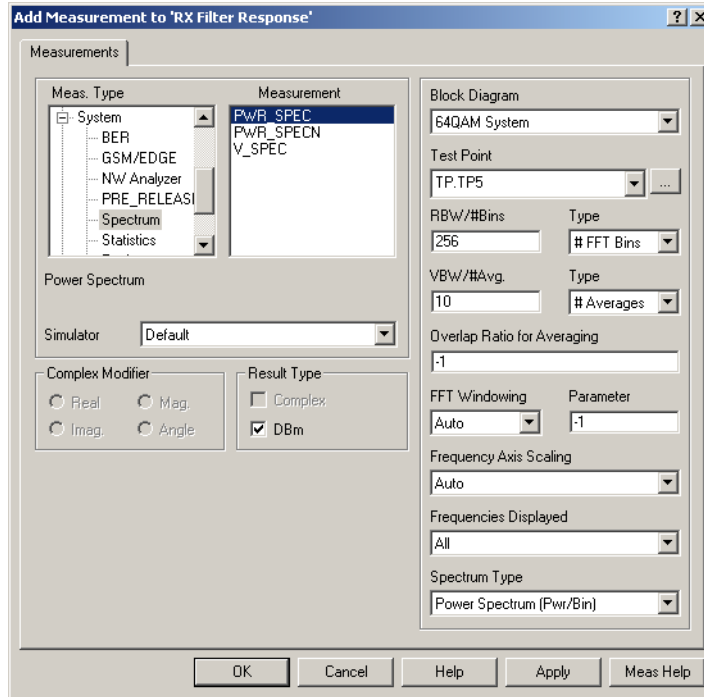 Add Measurement to 'RX Filter Response'
Measurements
Meas. Type
System
BER
GSM/EDGE
NW Analyzer
PRE_RELEASI
Spectrum
Statistics
Measurement
PWR_SPEC
PWR_SPECN
V_SPEC
Power Spectrum
Simulator Default
Complex Modifier
Real Mag.
Imag. Angle
Result Type
Complex
DBm
Block Diagram
64QAM System
Test Point
TP.TP5 ...
RBW/#Bins Type
256 # FFT Bins
VBW/#Avg. Type
10 # Averages
Overlap Ratio for Averaging
-1
FFT Windowing Parameter
Auto -1
Frequency Axis Scaling
Auto
Frequencies Displayed
All
Spectrum Type
Power Spectrum (Pwr/Bin)
OK Cancel Help Apply Meas Help